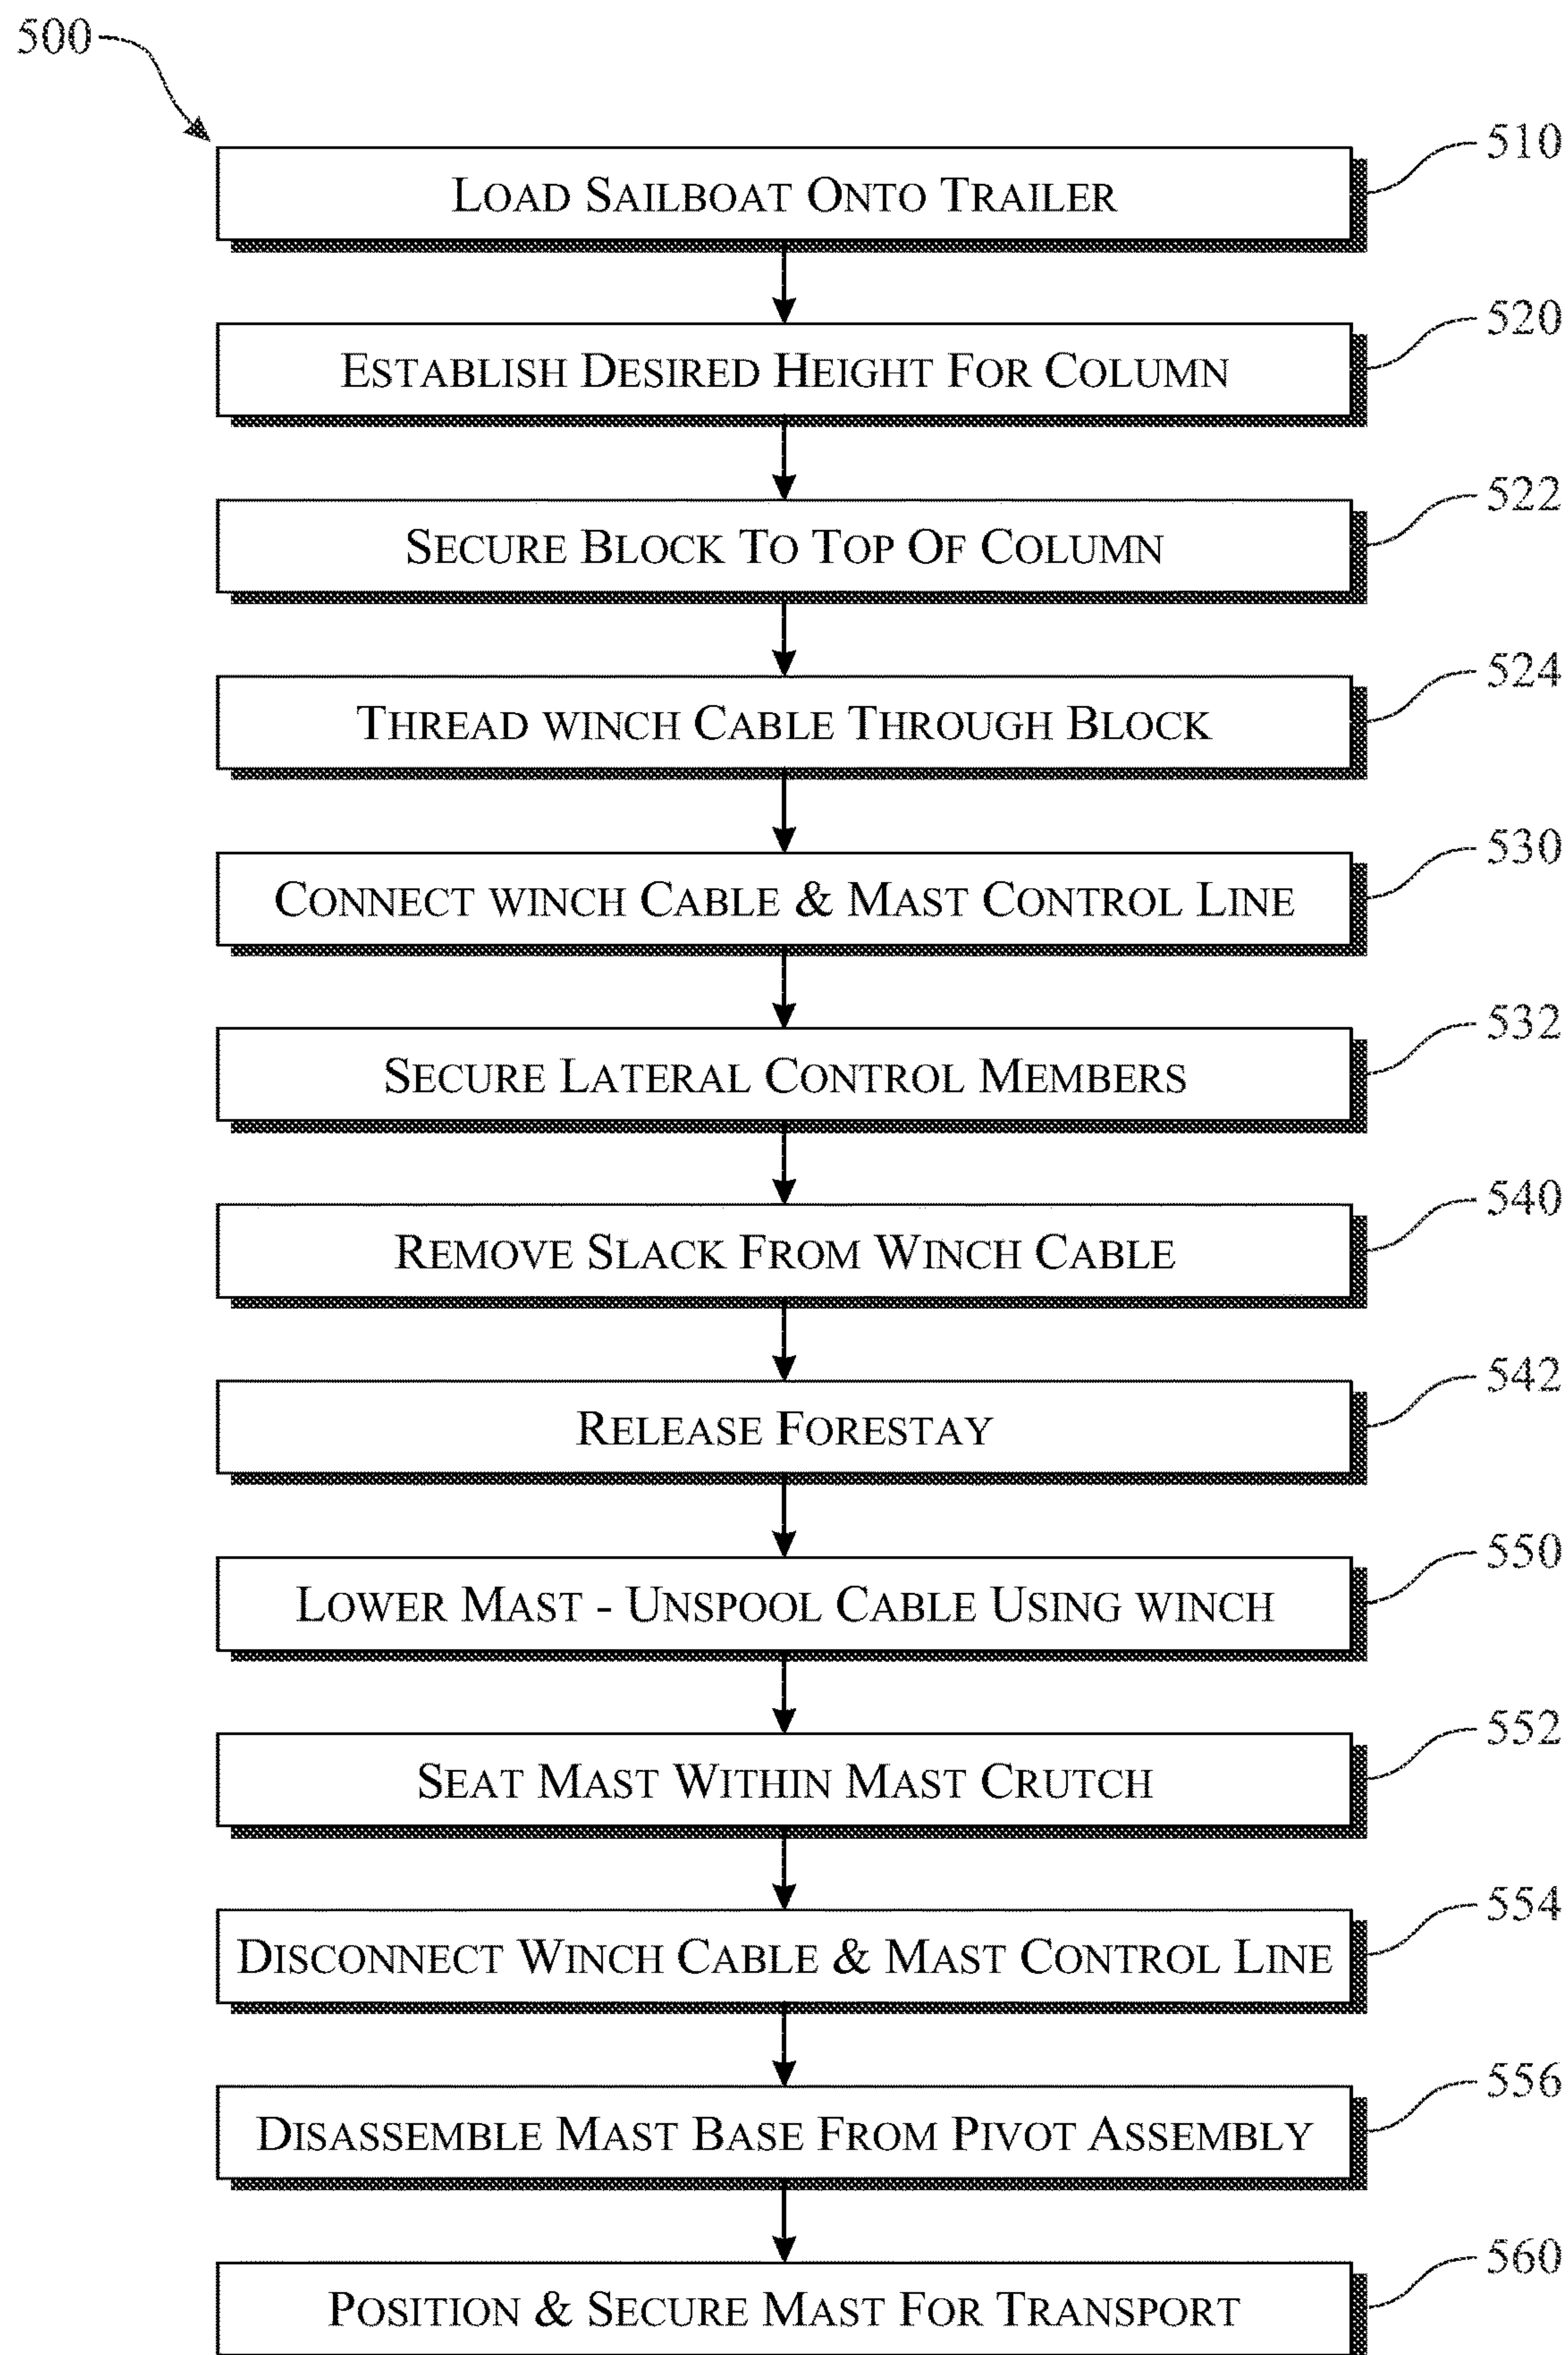 500
LOAD SAILBOAT ONTO TRAILER 510
ESTABLISH DESIRED HEIGHT FOR COLUMN 520
SECURE BLOCK TO TOP OF COLUMN 522
THREAD WINCH CABLE THROUGH BLOCK 524
CONNECT WINCH CABLE & MAST CONTROL LINE 530
SECURE LATERAL CONTROL MEMBERS 532
REMOVE SLACK FROM WINCH CABLE 540
RELEASE FORESTAY 542
LOWER MAST - UNSPOOL CABLE USING WINCH 550
SEAT MAST WITHIN MAST CRUTCH 552
DISCONNECT WINCH CABLE & MAST CONTROL LINE 554
DISASSEMBLE MAST BASE FROM PIVOT ASSEMBLY 556
POSITION & SECURE MAST FOR TRANSPORT 560